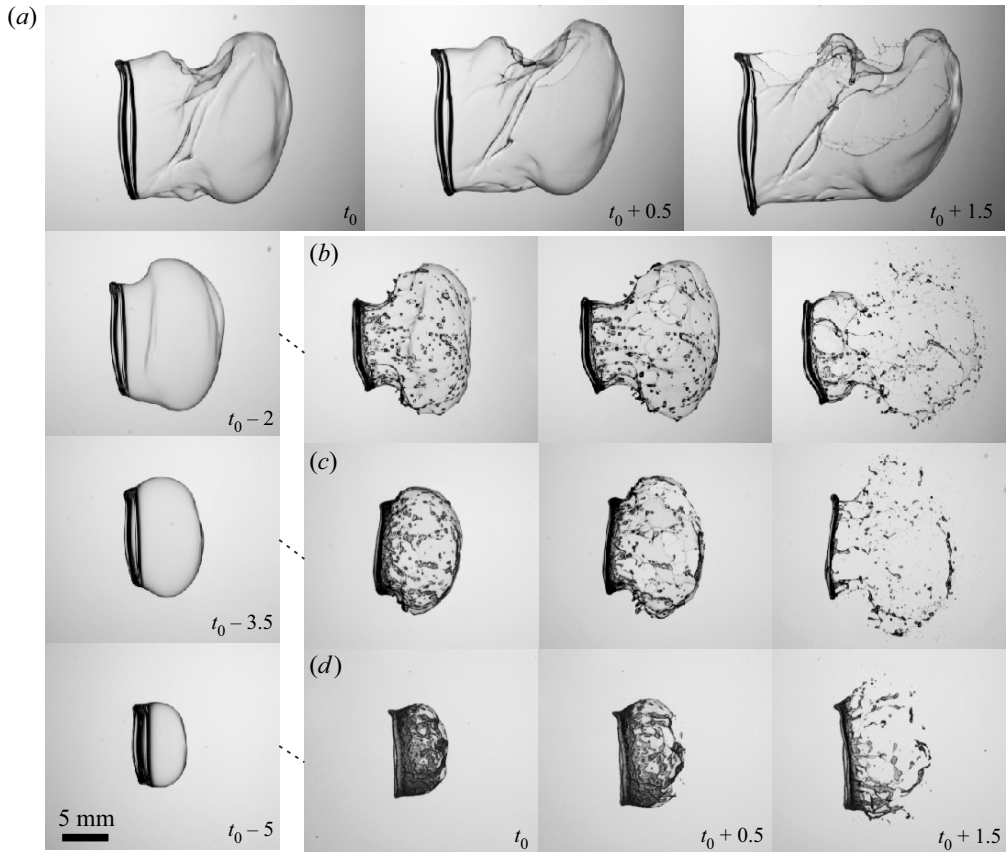 (a)
t₀
t₀ + 0.5
t₀ + 1.5
t₀ – 2
(b)
t₀ – 3.5
(c)
5 mm
t₀ – 5
(d)
t₀
t₀ + 0.5
t₀ + 1.5